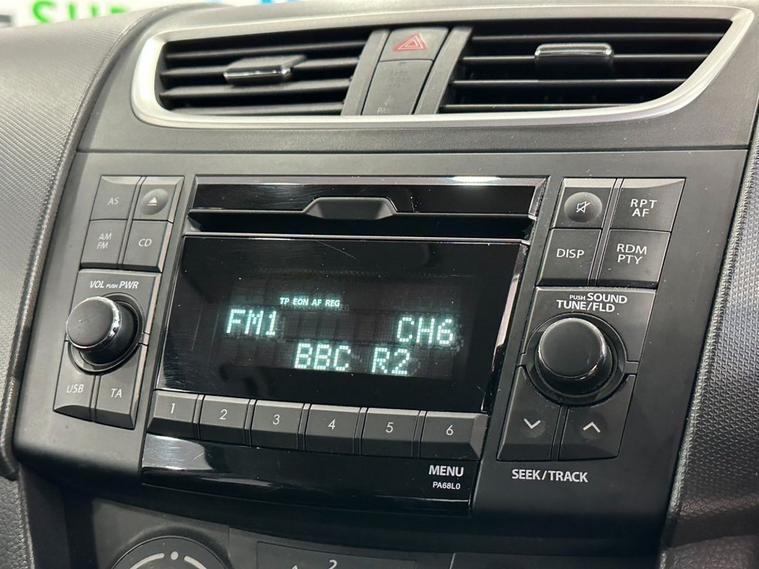 AS
AM
FM
CD
VOL PUSH PWR
USB
TA
TP EON AF REG
FM1
CH6
BBC R2
1
2
3
4
5
6
MENU
PA68L0
RPT
AF
DISP
RDM
PTY
PUSH SOUND
TUNE/FLD
SEEK/TRACK
2